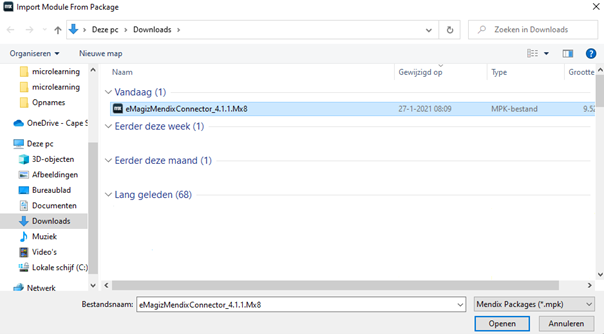 mx Import Module From Package
Deze pc > Downloads >
Zoeken in Downloads
Organiseren Nieuwe map
Naam Gewijzigd op Type Grootte
microlearning
microlearning
Opnames
OneDrive - Cape S
Deze pc
3D-objecten
Afbeeldingen
Bureaublad
Documenten
Downloads
Muziek
Video's
Lokale schijf (C:)
Netwerk
Vandaag (1)
mx eMagizMendixConnector_4.1.1.Mx8 27-1-2021 08:09 MPK-bestand 9.52
Eerder deze week (1)
Eerder deze maand (1)
Lang geleden (68)
Bestandsnaam: eMagizMendixConnector_4.1.1.Mx8 Mendix Packages (*.mpk)
Openen Annuleren